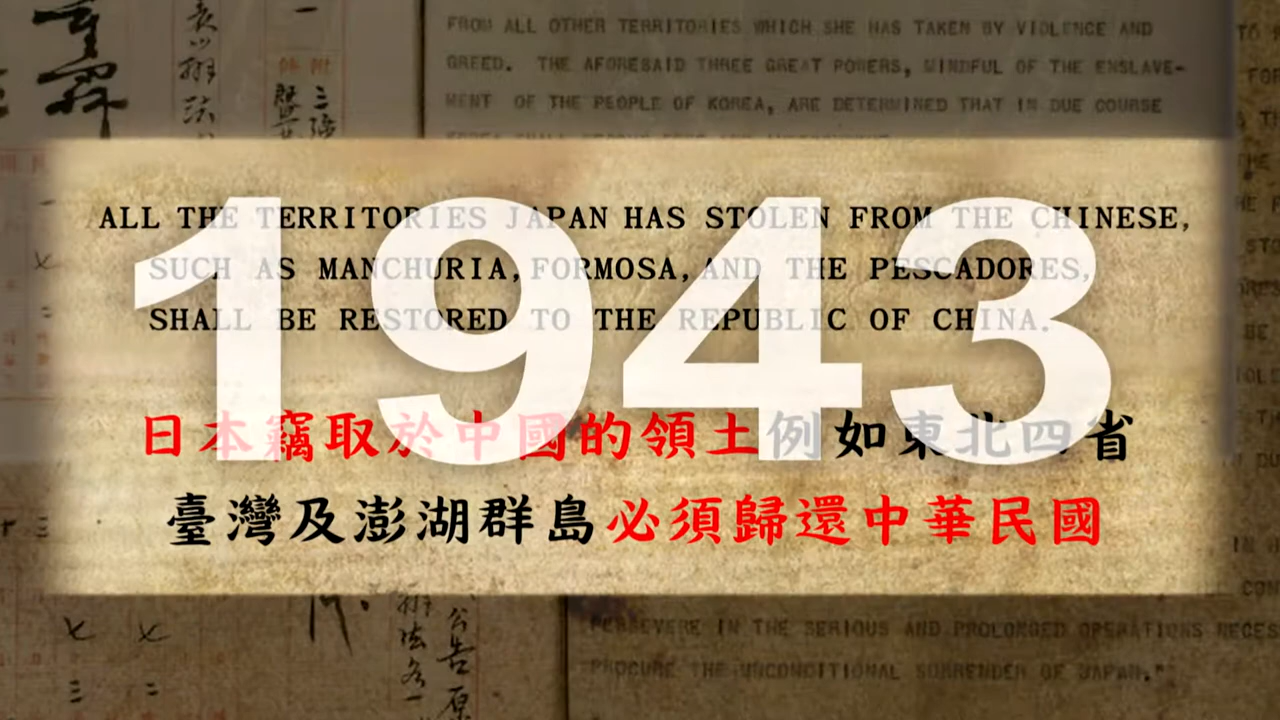 FROM ALL OTHER TERRITORIES WHICH SHE HAS TAKEN BY VIOLENCE AND
GREED. THE AFORESAID THREE GREAT POWERS, MINDFUL OF THE ENSLAVE-
MENT OF THE PEOPLE OF KOREA, ARE DETERMINED THAT IN DUE COURSE
ALL THE TERRITORIES JAPAN HAS STOLEN FROM THE CHINESE,
SUCH AS MANCHURIA, FORMOSA, AND THE PESCADORES,
SHALL BE RESTORED TO THE REPUBLIC OF CHINA.
1943
日本竊取於中國的領土例如東北四省
臺灣及澎湖群島必須歸還中華民國
PERSEVERE IN THE SERIOUS AND PROLONGED OPERATIONS
PROCURE THE UNCONDITIONAL SURRENDER OF JAPAN."